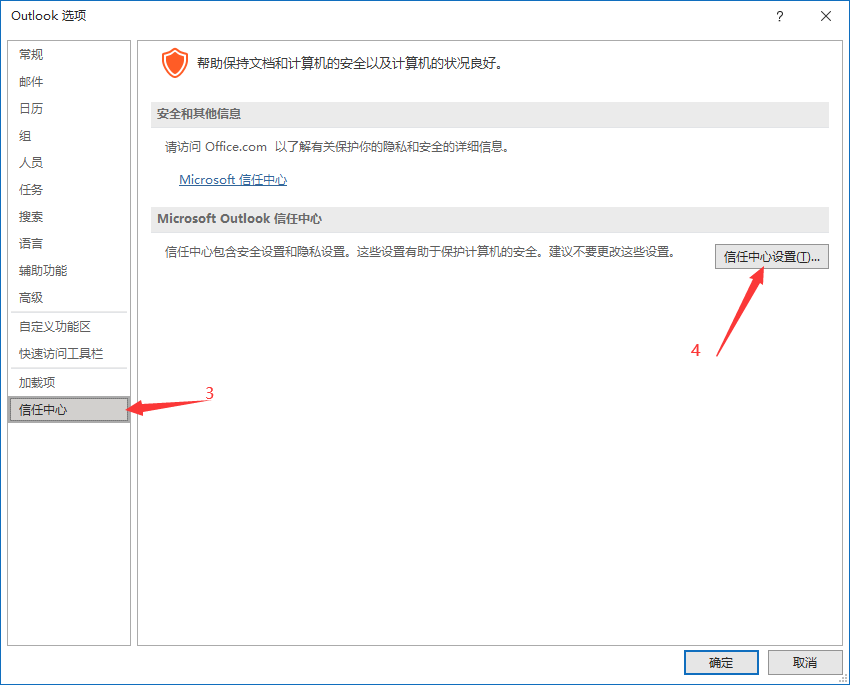 Outlook 选项
?
常规
邮件
日历
组
人员
任务
搜索
语言
辅助功能
高级
自定义功能区
快速访问工具栏
加载项
信任中心
3
帮助保持文档和计算机的安全以及计算机的状况良好。
安全和其他信息
请访问 Office.com 以了解有关保护你的隐私和安全的详细信息。
Microsoft 信任中心
Microsoft Outlook 信任中心
信任中心包含安全设置和隐私设置。这些设置有助于保护计算机的安全。建议不要更改这些设置。
信任中心设置(T)...
4
确定
取消